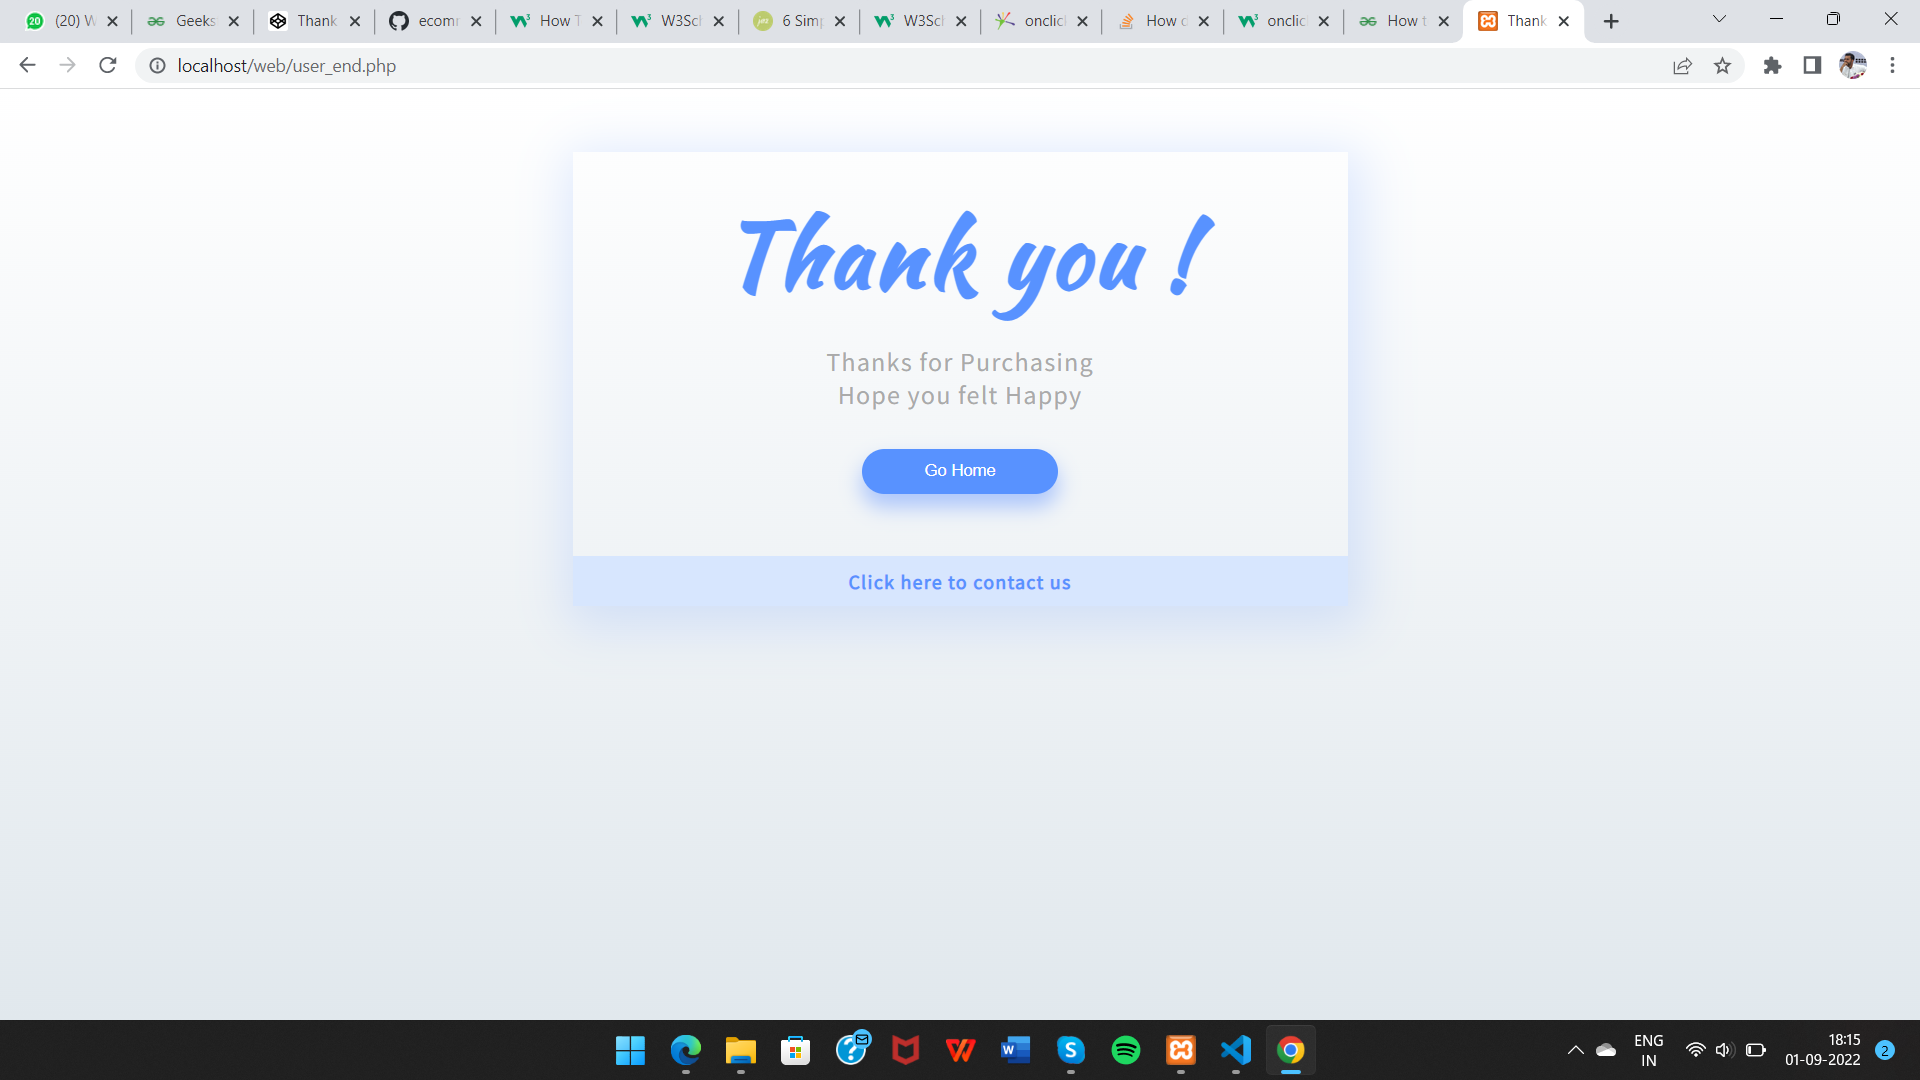 (20) W
Geeks
Thank
ecom
How T
W3Sc
6 Sim
W3Sc
onclic
How c
onclic
How t
Thank
localhost/web/user_end.php
Thank you !
Thanks for Purchasing
Hope you felt Happy
Go Home
Click here to contact us
ENG
IN
18:15
01-09-2022
2